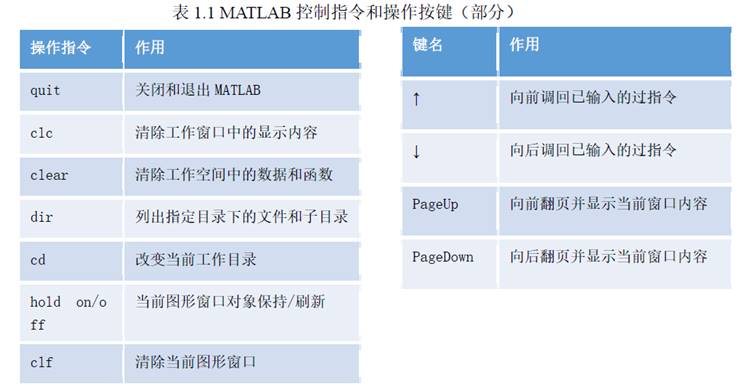 表 1.1 MATLAB 控制指令和操作按键（部分）
操作指令 作用
quit 关闭和退出 MATLAB
clc 清除工作窗口中的显示内容
clear 清除工作空间中的数据和函数
dir 列出指定目录下的文件和子目录
cd 改变当前工作目录
hold on/o 当前图形窗口对象保持/刷新
ff
clf 清除当前图形窗口
键名 作用
↑ 向前调回已输入的过指令
↓ 向后调回已输入的过指令
PageUp 向前翻页并显示当前窗口内容
PageDown 向后翻页并显示当前窗口内容